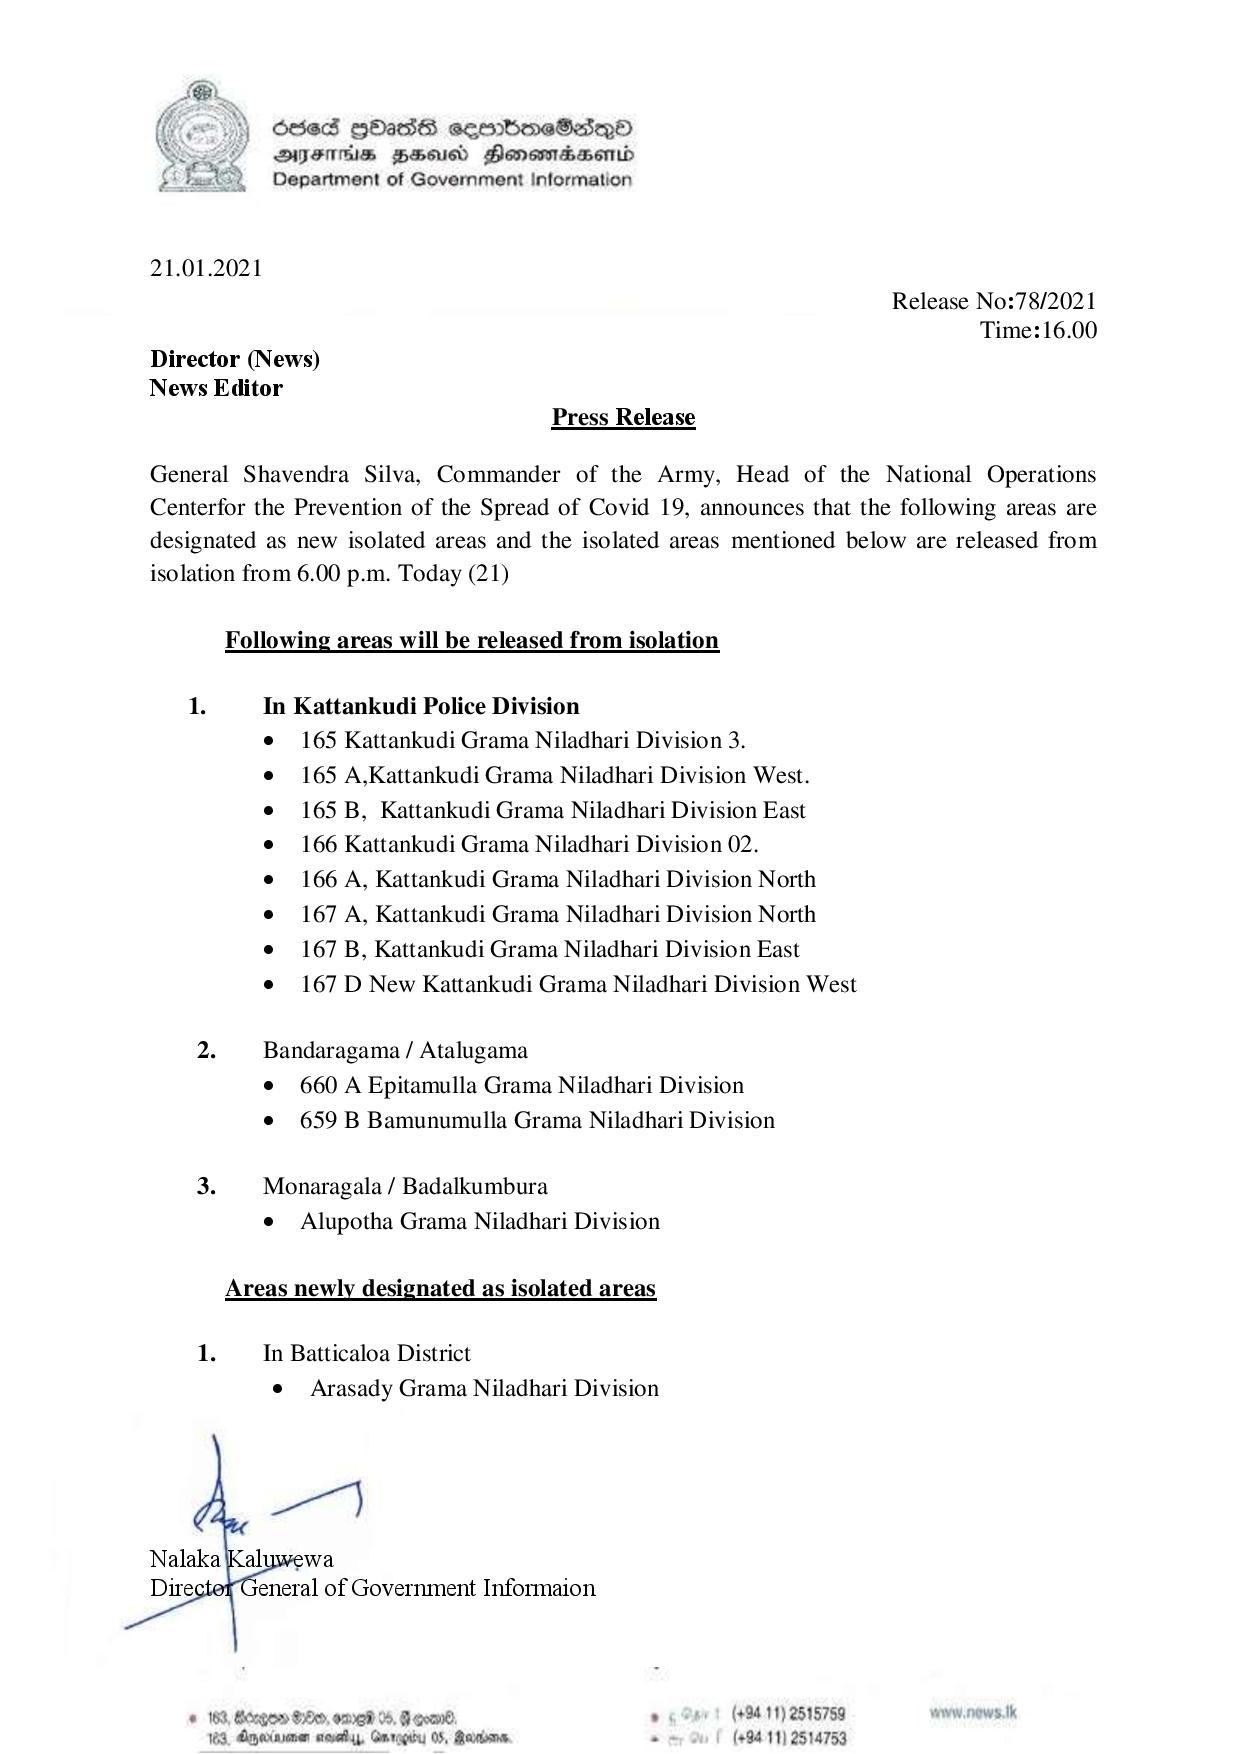 රජයේ ප්‍රවෘත්ති දෙපාර්තමේන්තුව
அரசாங்க தகவல் திணைக்களம்
Department of Government Information
21.01.2021
Release No:78/2021
Time:16.00
Director (News)
News Editor
Press Release
General Shavendra Silva, Commander of the Army, Head of the National Operations
Centerfor the Prevention of the Spread of Covid 19, announces that the following areas are
designated as new isolated areas and the isolated areas mentioned below are released from
isolation from 6.00 p.m. Today (21)
Following areas will be released from isolation
1. In Kattankudi Police Division
• 165 Kattankudi Grama Niladhari Division 3.
• 165 A,Kattankudi Grama Niladhari Division West.
• 165 B, Kattankudi Grama Niladhari Division East
• 166 Kattankudi Grama Niladhari Division 02.
• 166 A, Kattankudi Grama Niladhari Division North
• 167 A, Kattankudi Grama Niladhari Division North
• 167 B, Kattankudi Grama Niladhari Division East
• 167 D New Kattankudi Grama Niladhari Division West
2. Bandaragama / Atalugama
• 660 A Epitamulla Grama Niladhari Division
• 659 B Bamunumulla Grama Niladhari Division
3. Monaragala / Badalkumbura
• Alupotha Grama Niladhari Division
Areas newly designated as isolated areas
1. In Batticaloa District
• Arasady Grama Niladhari Division
Nalaka Kaluwewa
Director General of Government Informaion
163, කිරුලපන මාවත, කොළඹ 05, ශ්‍රී ලංකාව.
163, கிருலப்பனை எவனியூ, கொழும்பு 05, இலங்கை.
(+94 11) 2515759
(+94 11) 2514753
www.news.lk